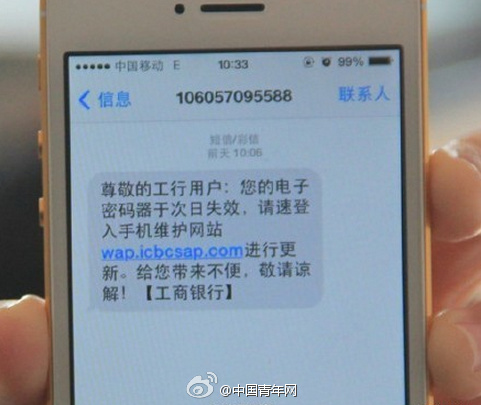 中国移动 E 10:33 99%
信息 106057095588 联系人
短信/彩信
前天 10:06
尊敬的工行用户：您的电子
密码器于次日失效，请速登
入手机维护网站
wap.icbcsap.com进行更
新。给您带来不便，敬请谅
解！【工商银行】
@中国青年网